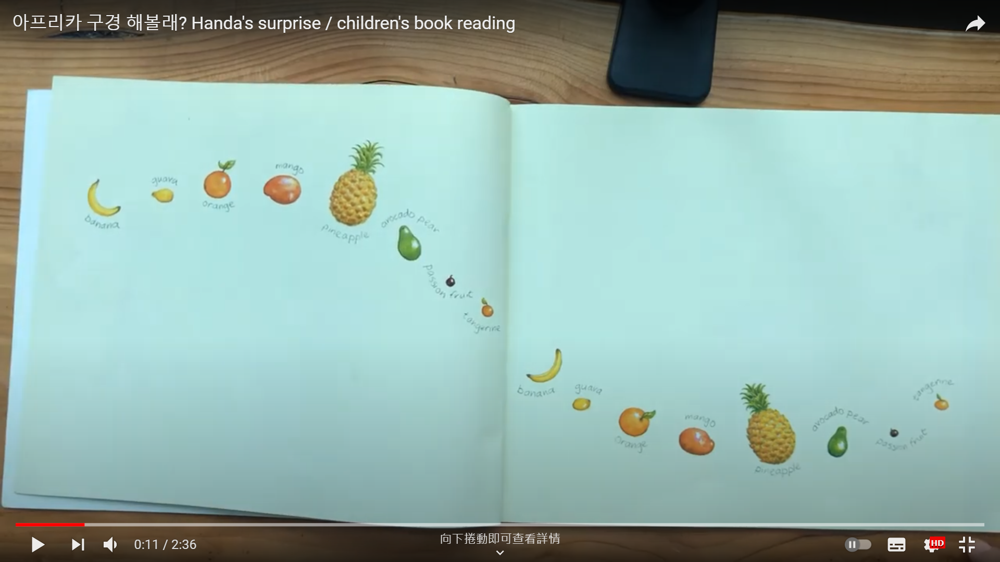 아프리카 구경 해볼래? Handa's surprise / children's book reading
banana
guava
orange
mango
pineapple
avocado pear
passion fruit
tangerine
banana
guava
orange
mango
pineapple
avocado pear
passion fruit
tangerine
0:11 / 2:36
向下捲動即可查看詳情
HD